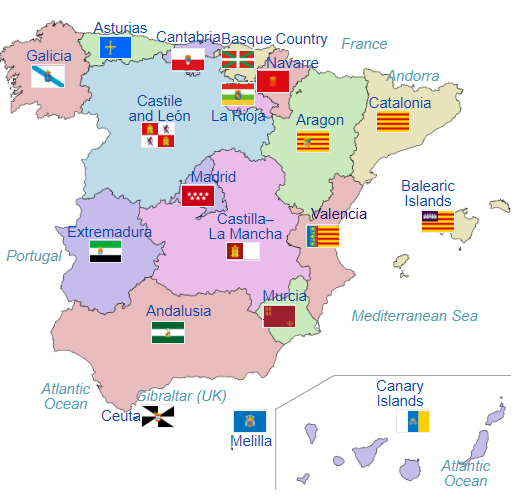 Asturias
Cantabria
Basque Country
France
Galicia
Navarre
Andorra
Castile
and León
La Rioja
Aragon
Catalonia
Madrid
Balearic
Islands
Castilla–
La Mancha
Valencia
Extremadura
Portugal
Murcia
Andalusia
Mediterranean Sea
Atlantic
Ocean
Gibraltar (UK)
Ceuta
Melilla
Canary
Islands
Atlantic
Ocean